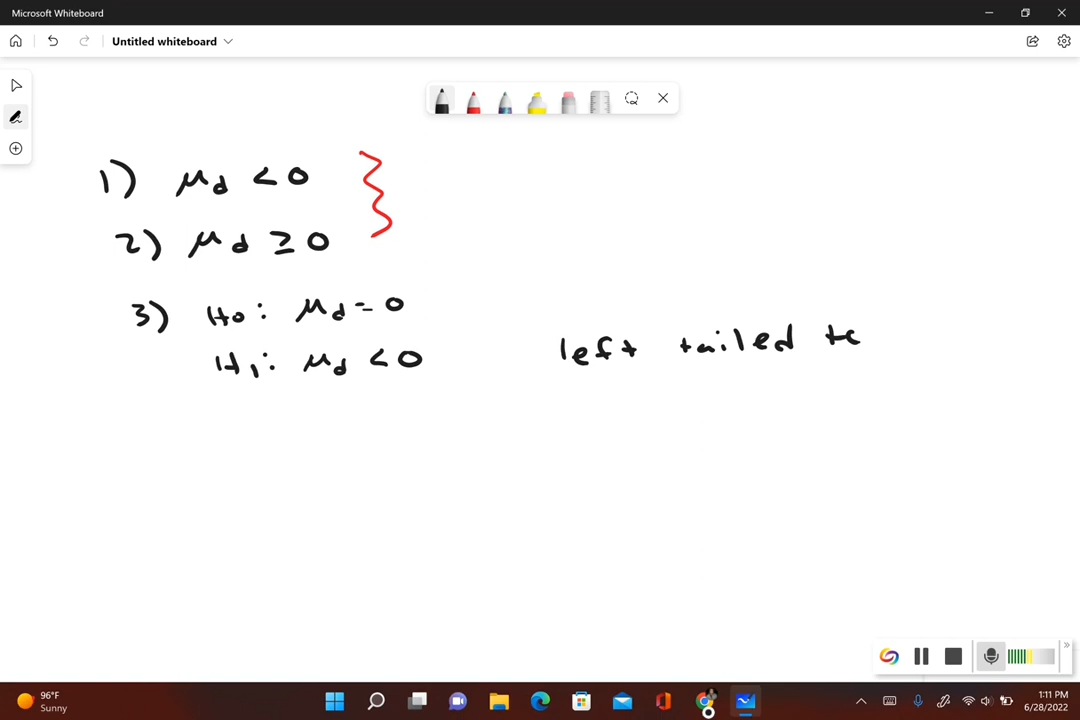 Microsoft Whiteboard
Untitled whiteboard
1) μd < 0
2) μd ≥ 0
3) H0: μd = 0
H1: μd < 0
left tailed te
96°F
Sunny
1:11 PM
6/28/2022